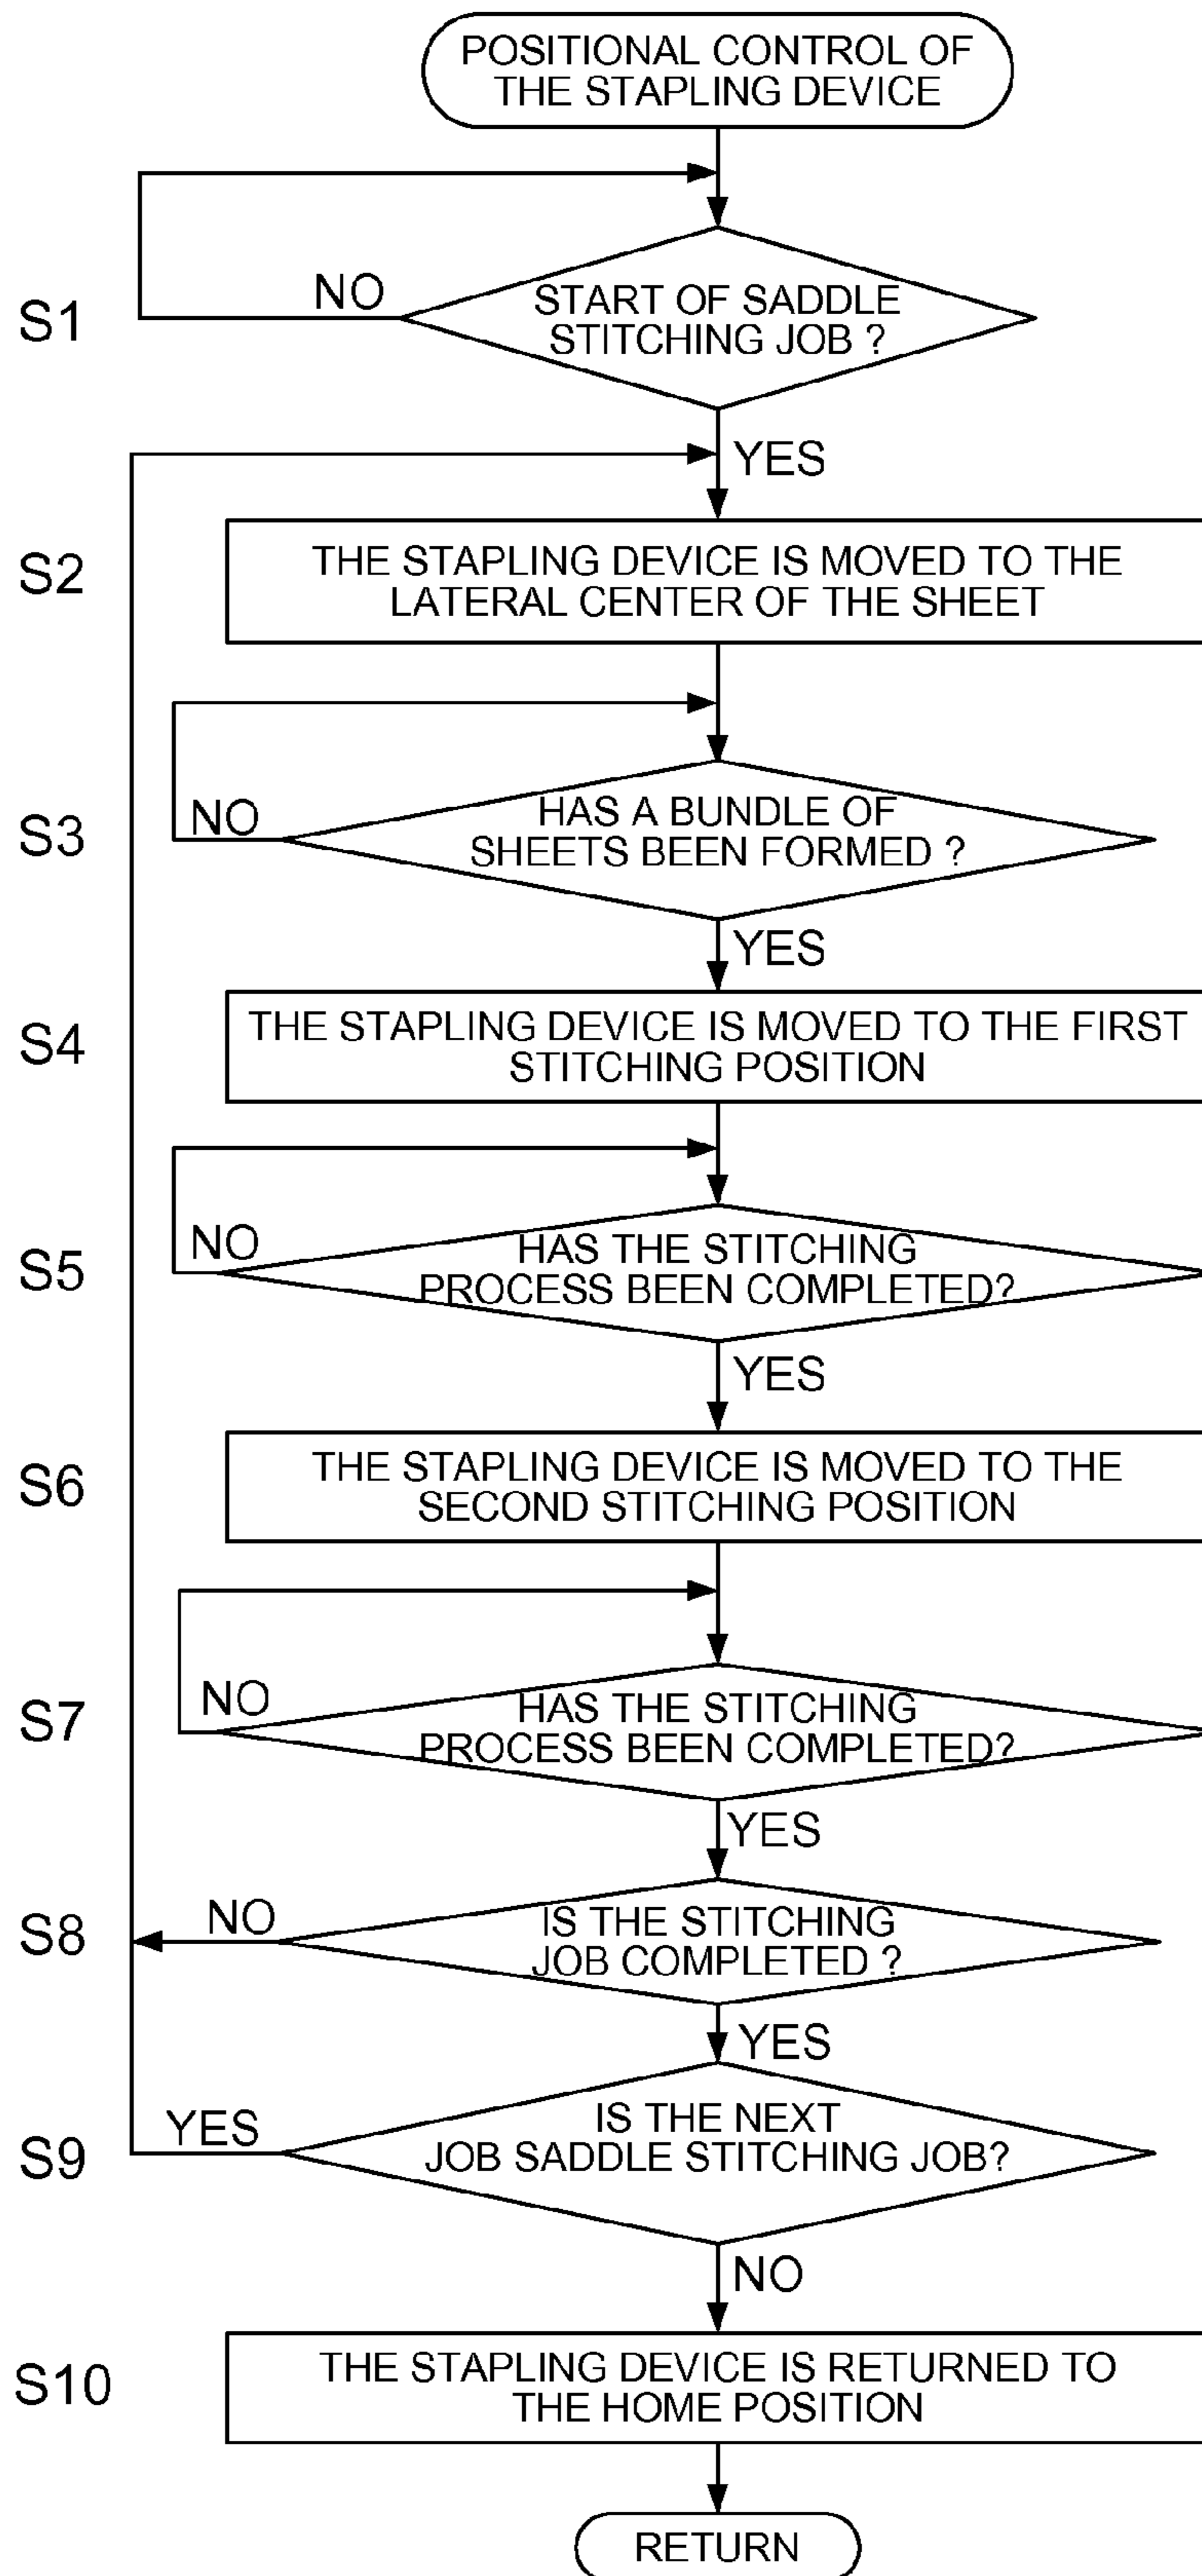 POSITIONAL CONTROL OF
THE STAPLING DEVICE
S1
NO
START OF SADDLE
STITCHING JOB ?
YES
S2
THE STAPLING DEVICE IS MOVED TO THE
LATERAL CENTER OF THE SHEET
S3
NO
HAS A BUNDLE OF
SHEETS BEEN FORMED ?
YES
S4
THE STAPLING DEVICE IS MOVED TO THE FIRST
STITCHING POSITION
S5
NO
HAS THE STITCHING
PROCESS BEEN COMPLETED?
YES
S6
THE STAPLING DEVICE IS MOVED TO THE
SECOND STITCHING POSITION
S7
NO
HAS THE STITCHING
PROCESS BEEN COMPLETED?
YES
S8
NO
IS THE STITCHING
JOB COMPLETED ?
YES
S9
YES
IS THE NEXT
JOB SADDLE STITCHING JOB?
NO
S10
THE STAPLING DEVICE IS RETURNED TO
THE HOME POSITION
RETURN